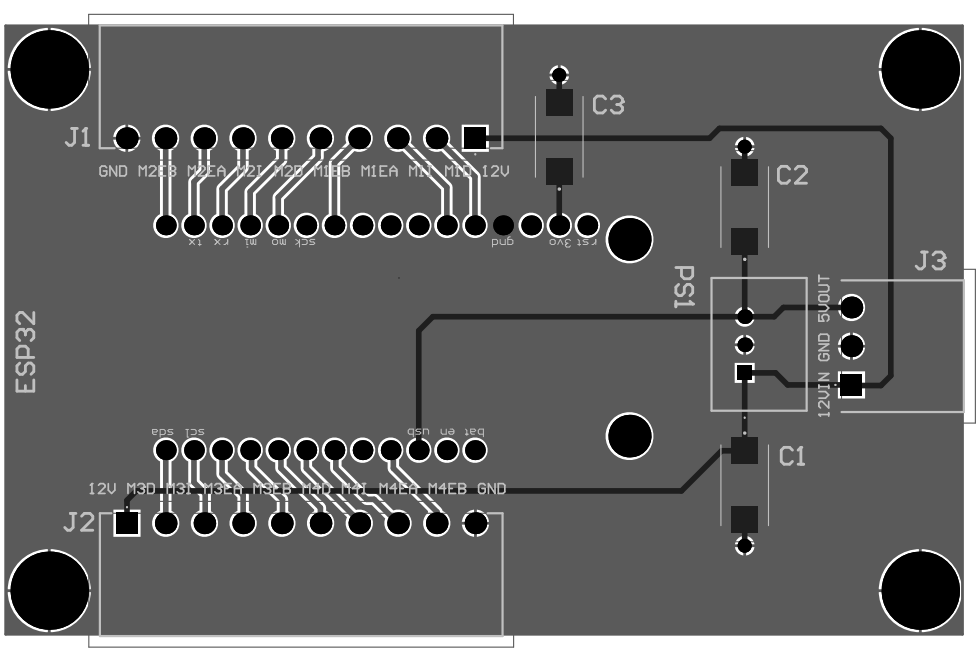 C3
J1
GND M2EB M2EA M2I M2D M1EB M1EA M1I M1D 12V
C2
tx rx mi mo sck gnd 3vo rst
J3
PS1
5VOUT
GND
12VIN
ESP32
sda scl usb en bat
C1
12V M3D M3I M3EA M3EB M4D M4I M4EA M4EB GND
J2